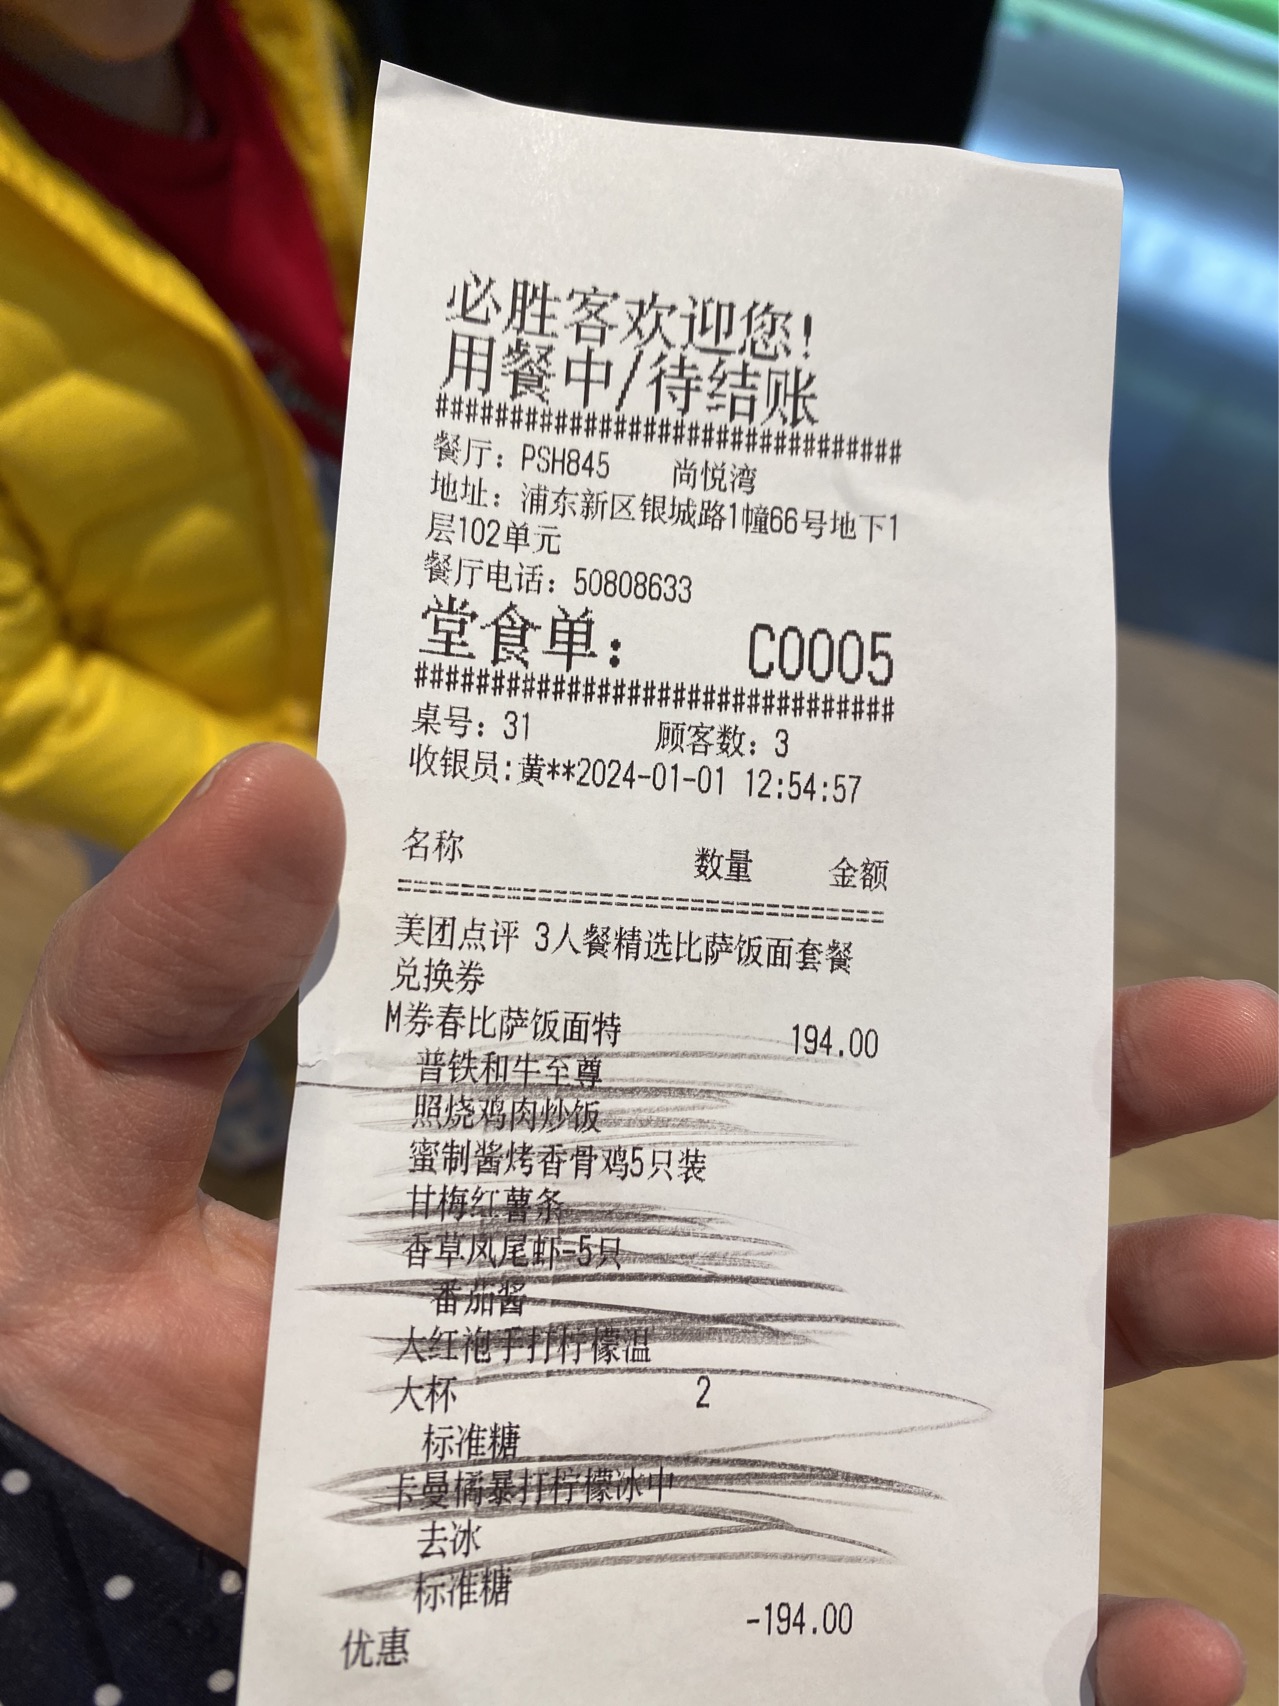 必胜客欢迎您!
用餐中/待结账
###############################
餐厅：PSH845 尚悦湾
地址：浦东新区银城路1幢66号地下1
层102单元
餐厅电话：50808633
堂食单： C0005
###############################
桌号：31 顾客数：3
收银员:黄**2024-01-01 12:54:57
名称 数量 金额
================================
美团点评 3人餐精选比萨饭面套餐
兑换券
M券春比萨饭面特 194.00
普铁和牛至尊
照烧鸡肉炒饭
蜜制酱烤香骨鸡5只装
甘梅红薯条
香草凤尾虾-5只
番茄酱
大红袍手打柠檬温
大杯 2
标准糖
卡曼橘暴打柠檬冰中
去冰
标准糖
-194.00
优惠